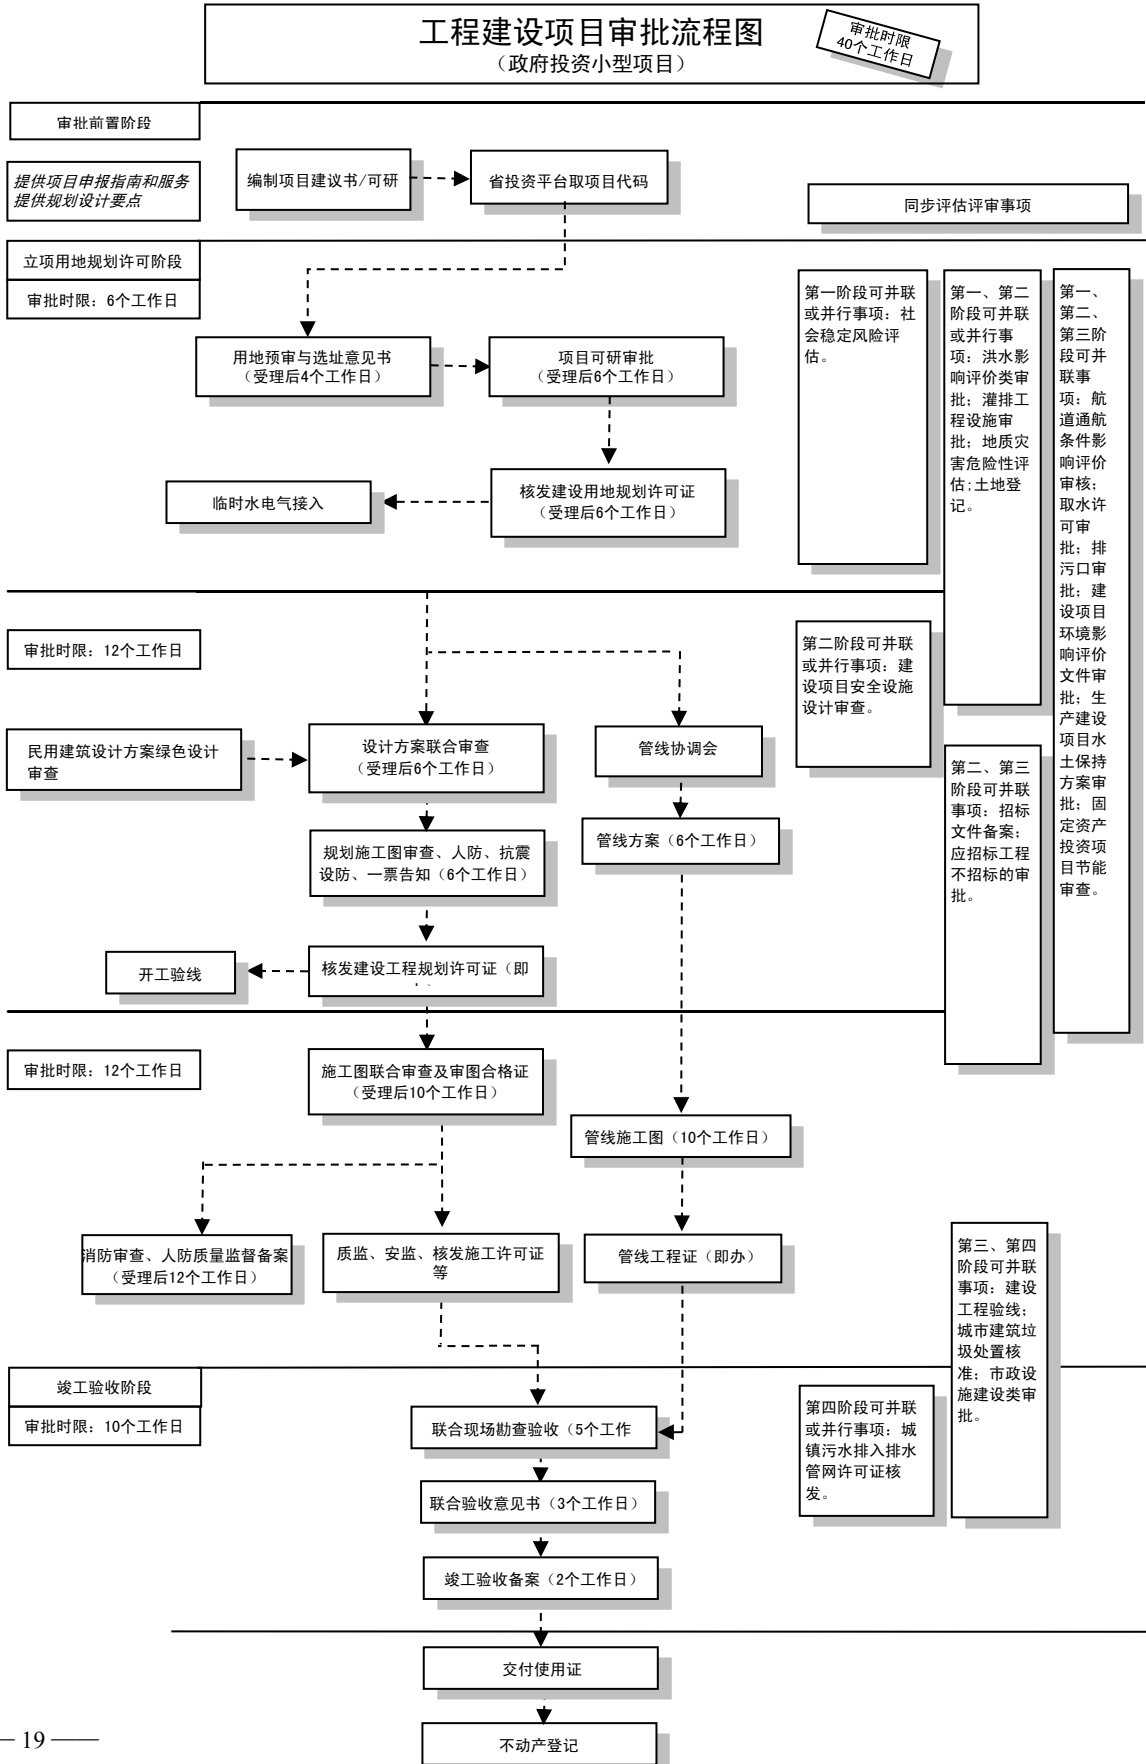 工程建设项目审批流程图
（政府投资小型项目）
审批时限
40个工作日
审批前置阶段
提供项目申报指南和服务
提供规划设计要点
编制项目建议书/可研
省投资平台取项目代码
同步评估评审事项
立项用地规划许可阶段
审批时限：6个工作日
用地预审与选址意见书
（受理后4个工作日）
项目可研审批
（受理后6个工作日）
临时水电气接入
核发建设用地规划许可证
（受理后6个工作日）
第一阶段可并联
或并行事项：社
会稳定风险评
估。
第一、第二
阶段可并联
或并行事
项：洪水影
响评价类审
批；灌排工
程设施审
批；地质灾
害危险性评
估;土地登
记。
第一、
第二、
第三阶
段可并
联事
项：航
道通航
条件影
响评价
审核；
取水许
可审
批；排
污口审
批；建
设项目
环境影
响评价
文件审
批；生
产建设
项目水
土保持
方案审
批；固
定资产
投资项
目节能
审查。
审批时限：12个工作日
第二阶段可并联
或并行事项：建
设项目安全设施
设计审查。
民用建筑设计方案绿色设计
审查
设计方案联合审查
（受理后6个工作日）
管线协调会
第二、第三
阶段可并联
事项：招标
文件备案；
应招标工程
不招标的审
批。
规划施工图审查、人防、抗震
设防、一票告知（6个工作日）
管线方案（6个工作日）
开工验线
核发建设工程规划许可证（即
审批时限：12个工作日
施工图联合审查及审图合格证
（受理后10个工作日）
管线施工图（10个工作日）
消防审查、人防质量监督备案
（受理后12个工作日）
质监、安监、核发施工许可证
等
管线工程证（即办）
第三、第四
阶段可并联
事项：建设
工程验线；
城市建筑垃
圾处置核
准；市政设
施建设类审
批。
竣工验收阶段
审批时限：10个工作日
联合现场勘查验收（5个工作
第四阶段可并联
或并行事项：城
镇污水排入排水
管网许可证核
发。
联合验收意见书（3个工作日）
竣工验收备案（2个工作日）
交付使用证
不动产登记
— 19 ——